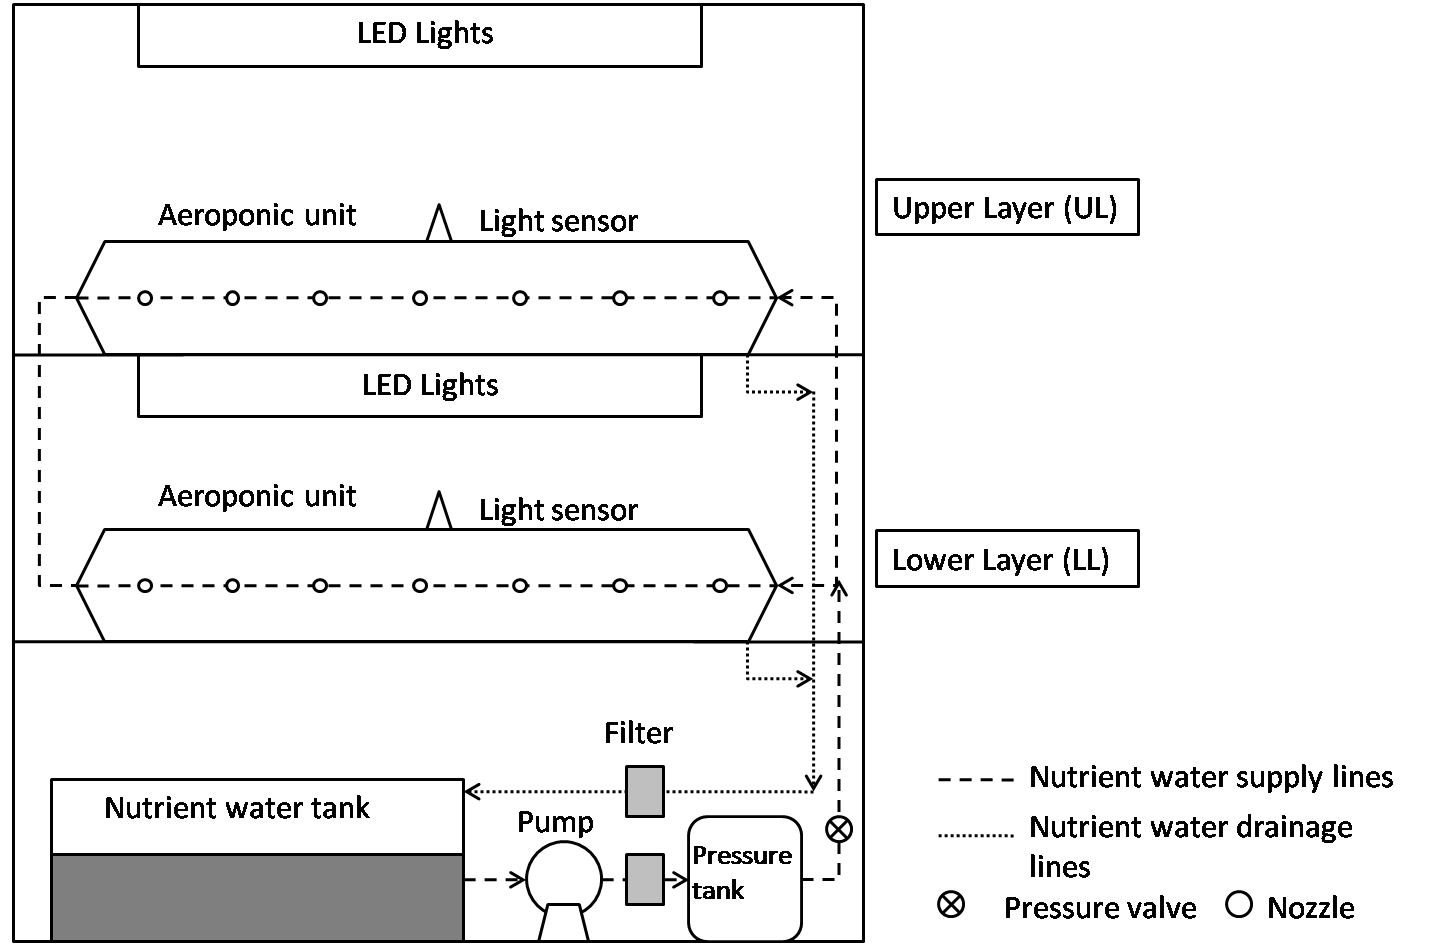 LED Lights
Aeroponic unit
Light sensor
Upper Layer (UL)
LED Lights
Aeroponic unit
Light sensor
Lower Layer (LL)
Filter
Nutrient water tank
Pump
Pressure
tank
Nutrient water supply lines
Nutrient water drainage
lines
Pressure valve
Nozzle